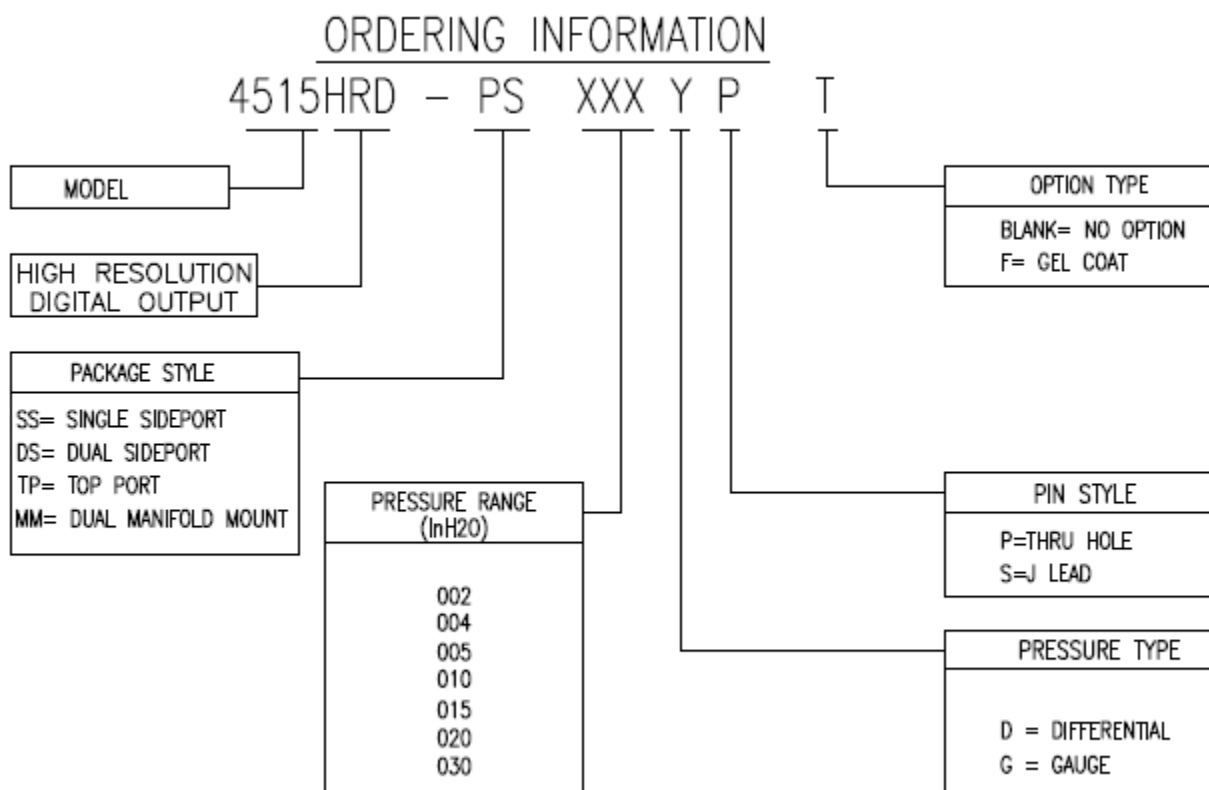 ORDERING INFORMATION
4515HRD - PS XXX Y P T
MODEL
HIGH RESOLUTION
DIGITAL OUTPUT
PACKAGE STYLE
SS= SINGLE SIDEPORT
DS= DUAL SIDEPORT
TP= TOP PORT
MM= DUAL MANIFOLD MOUNT
PRESSURE RANGE
(InH2O)
002
004
005
010
015
020
030
OPTION TYPE
BLANK= NO OPTION
F= GEL COAT
PIN STYLE
P=THRU HOLE
S=J LEAD
PRESSURE TYPE
D = DIFFERENTIAL
G = GAUGE